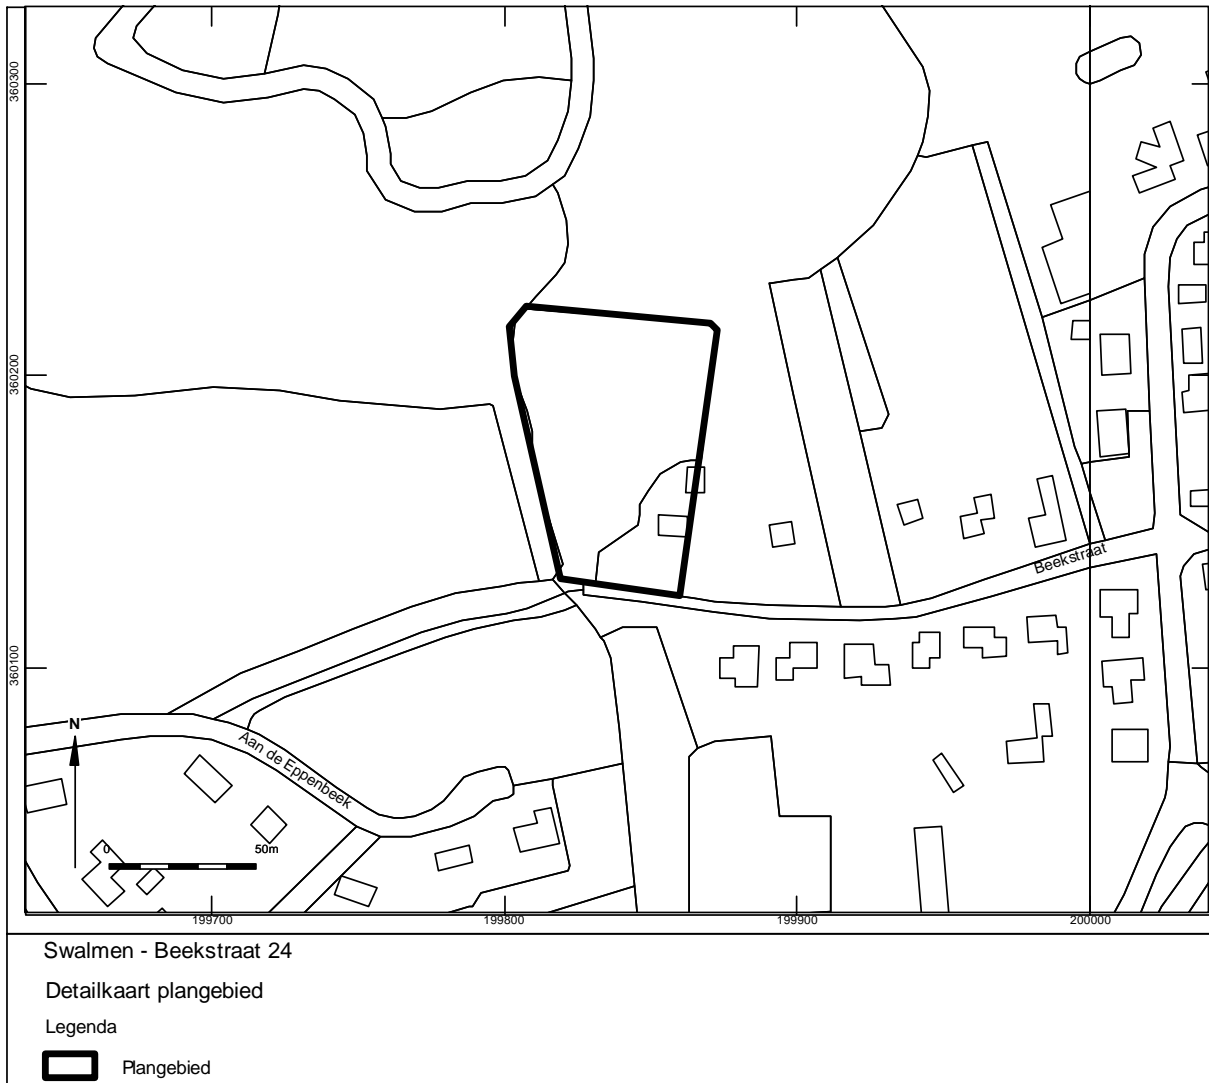 360300
360200
360100
Beekstraat
N
Aan de Eppenbeek
0 50m
199700 199800 199900 200000
Swalmen - Beekstraat 24
Detailkaart plangebied
Legenda
Plangebied